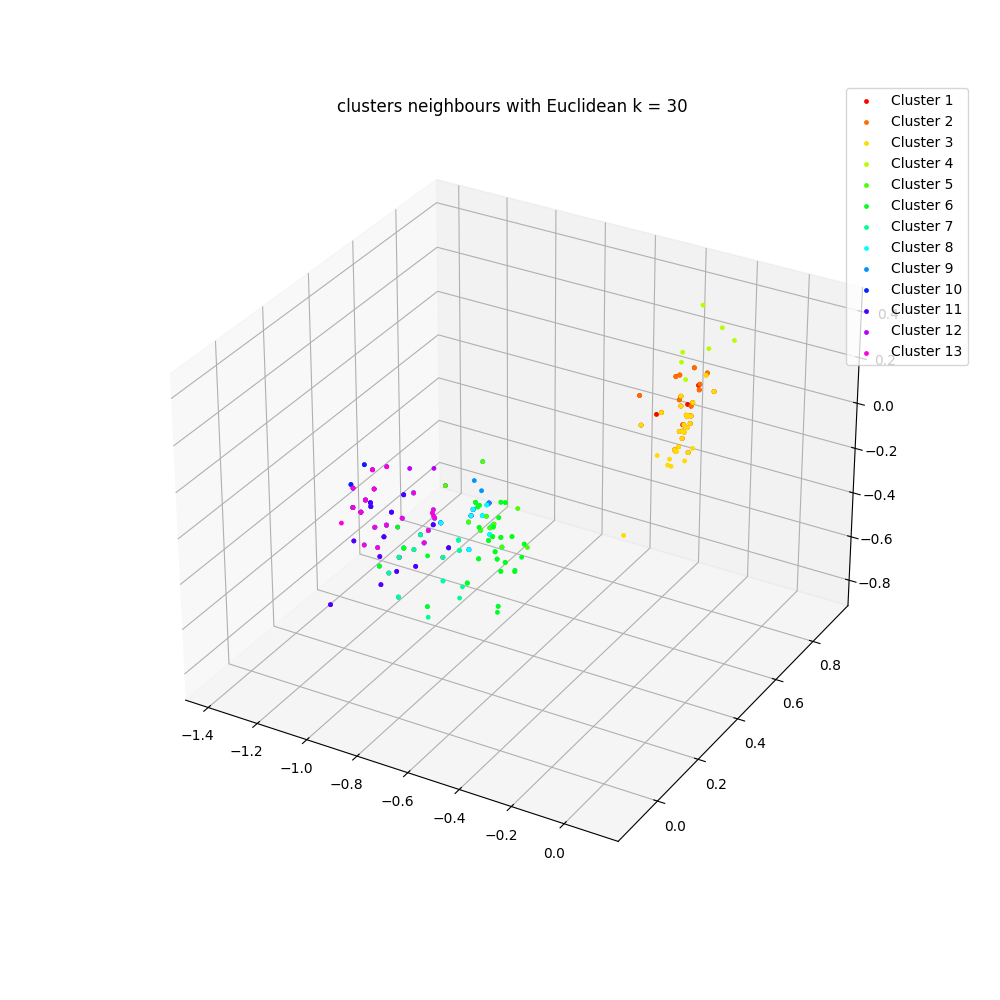 clusters neighbours with Euclidean k = 30
Cluster 1
Cluster 2
Cluster 3
Cluster 4
Cluster 5
Cluster 6
Cluster 7
Cluster 8
Cluster 9
Cluster 10
Cluster 11
Cluster 12
Cluster 13
0.4
0.2
0.0
−0.2
−0.4
−0.6
−0.8
0.8
0.6
0.4
0.2
0.0
−1.4
−1.2
−1.0
−0.8
−0.6
−0.4
−0.2
0.0